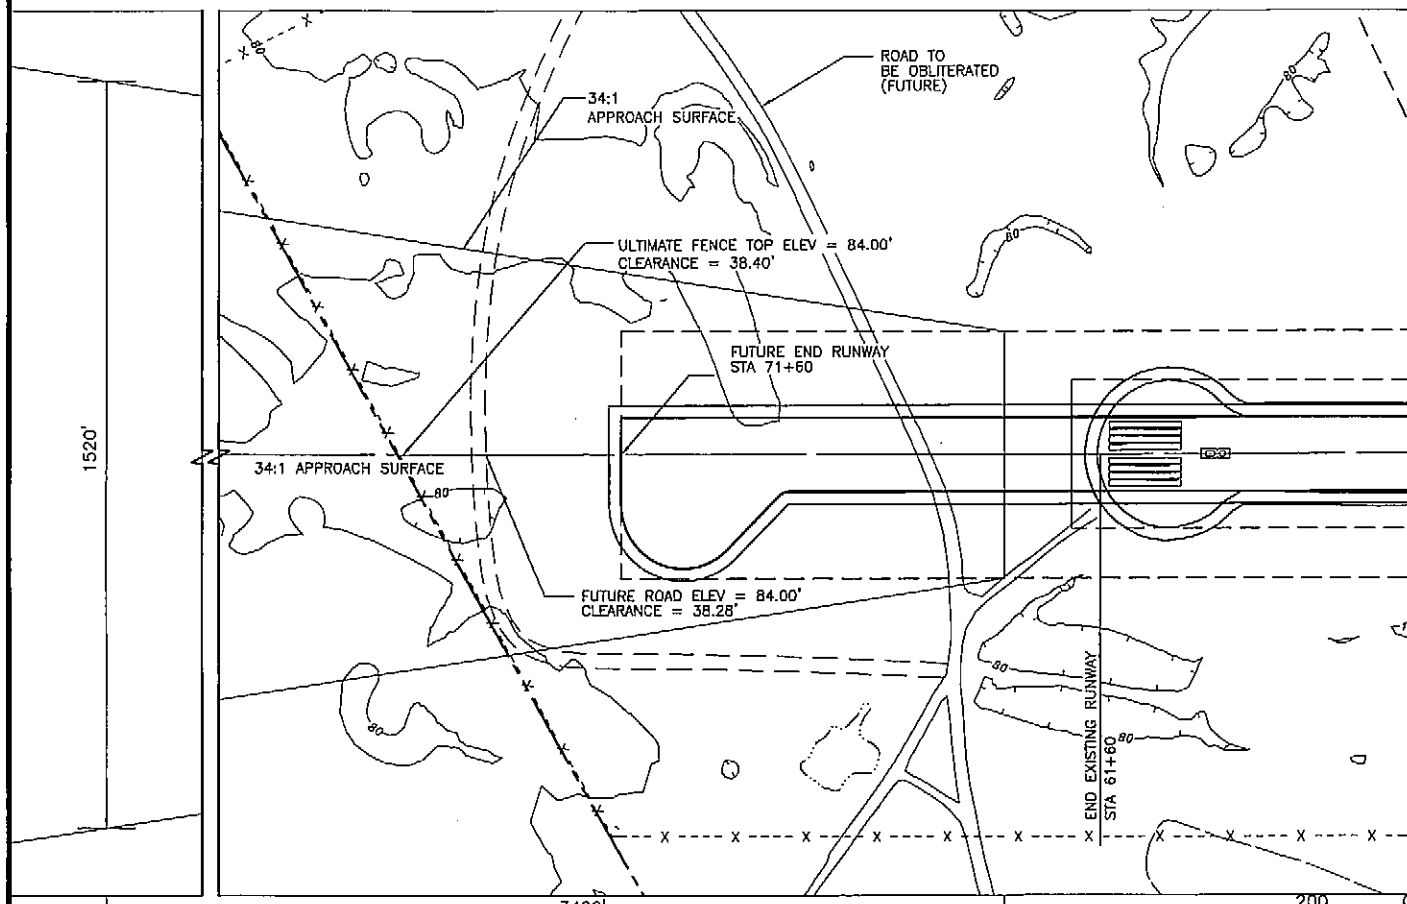 80
ROAD TO
BE OBLITERATED
(FUTURE)
80
34:1
APPROACH SURFACE
80
ULTIMATE FENCE TOP ELEV = 84.00'
CLEARANCE = 38.40'
FUTURE END RUNWAY
STA 71+60
1520'
34:1 APPROACH SURFACE
80
FUTURE ROAD ELEV = 84.00'
CLEARANCE = 38.28'
80
80
80
END EXISTING RUNWAY
STA 61+60
200